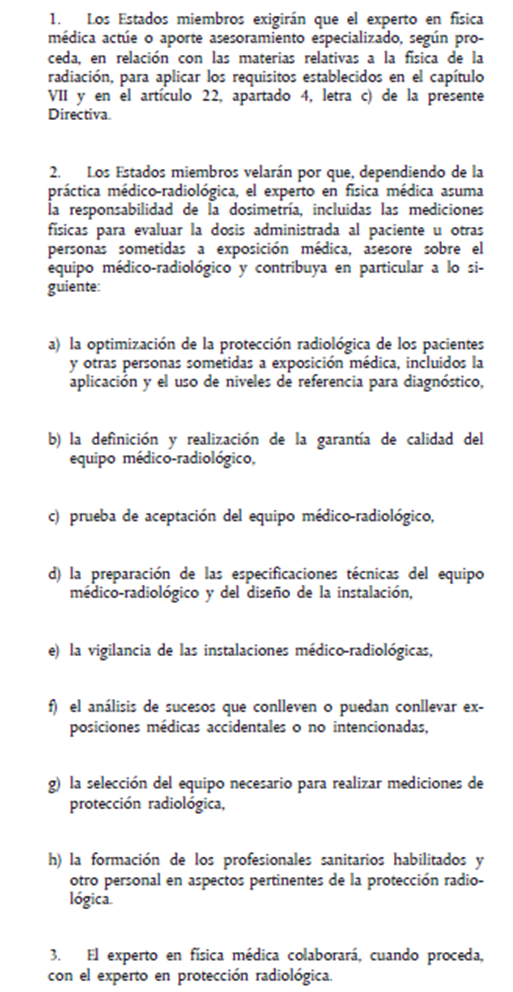 1. Los Estados miembros exigirán que el experto en física
médica actúe o aporte asesoramiento especializado, según pro-
ceda, en relación con las materias relativas a la física de la
radiación, para aplicar los requisitos establecidos en el capítulo
VII y en el artículo 22, apartado 4, letra c) de la presente
Directiva.
2. Los Estados miembros velarán por que, dependiendo de la
práctica médico-radiológica, el experto en física médica asuma
la responsabilidad de la dosimetría, incluidas las mediciones
físicas para evaluar la dosis administrada al paciente u otras
personas sometidas a exposición médica, asesore sobre el
equipo médico-radiológico y contribuya en particular a lo si-
guiente:
a) la optimización de la protección radiológica de los pacientes
y otras personas sometidas a exposición médica, incluidos la
aplicación y el uso de niveles de referencia para diagnóstico,
b) la definición y realización de la garantía de calidad del
equipo médico-radiológico,
c) prueba de aceptación del equipo médico-radiológico,
d) la preparación de las especificaciones técnicas del equipo
médico-radiológico y del diseño de la instalación,
e) la vigilancia de las instalaciones médico-radiológicas,
f) el análisis de sucesos que conlleven o puedan conllevar ex-
posiciones médicas accidentales o no intencionadas,
g) la selección del equipo necesario para realizar mediciones de
protección radiológica,
h) la formación de los profesionales sanitarios habilitados y
otro personal en aspectos pertinentes de la protección radio-
lógica.
3. El experto en física médica colaborará, cuando proceda,
con el experto en protección radiológica.